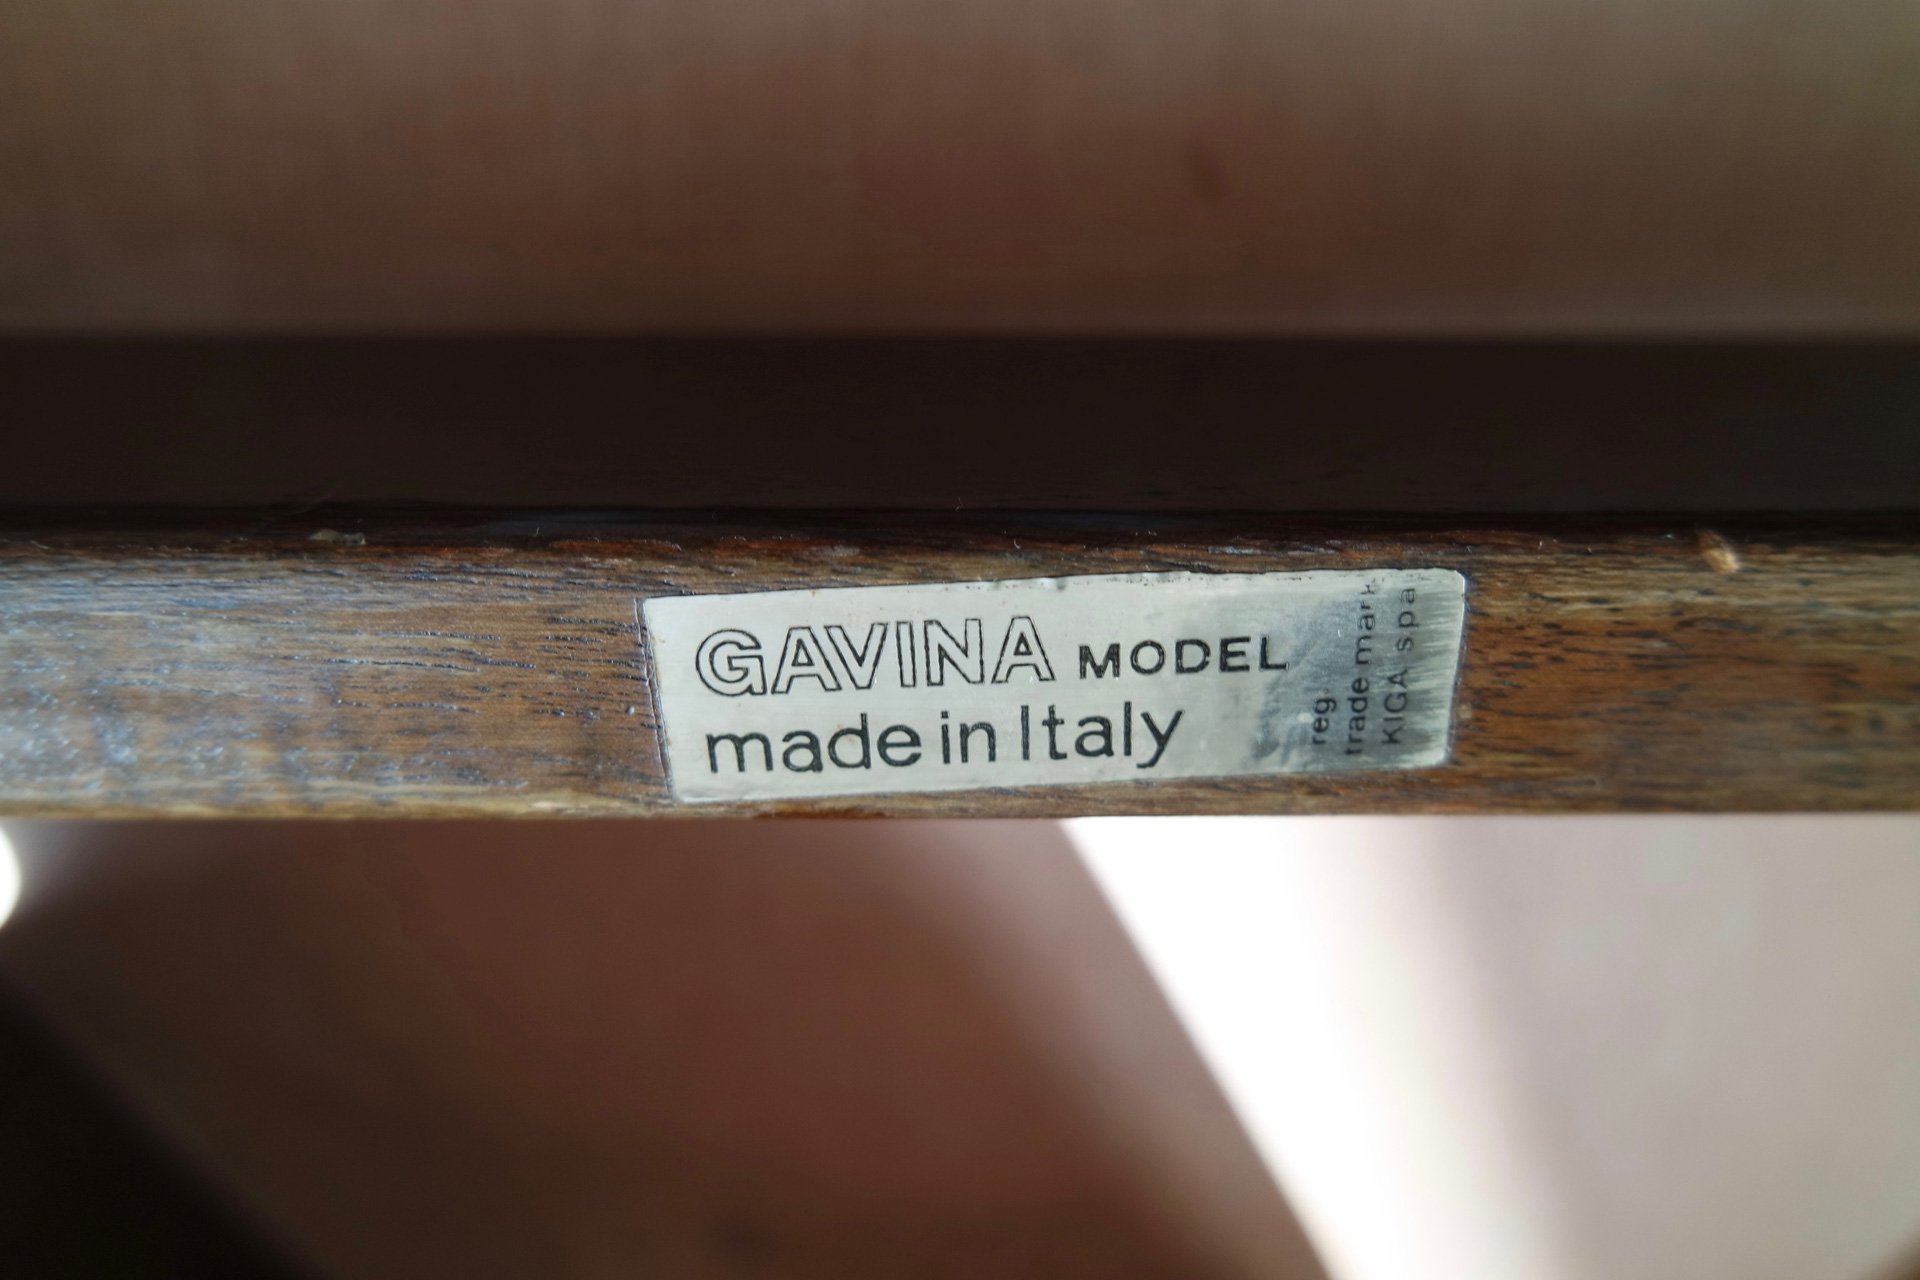 GAVINA MODEL
made in Italy
reg.
trade mark
KIGA spa